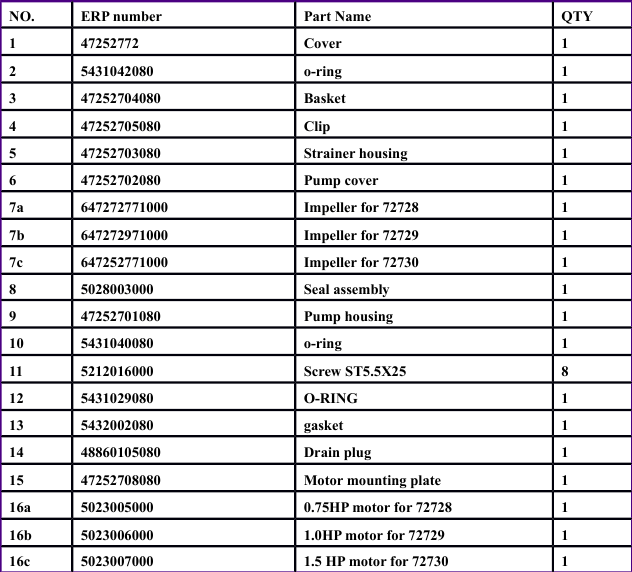 NO. ERP number Part Name QTY
1 47252772 Cover 1
2 5431042080 o-ring 1
3 47252704080 Basket 1
4 47252705080 Clip 1
5 47252703080 Strainer housing 1
6 47252702080 Pump cover 1
7a 647272771000 Impeller for 72728 1
7b 647272971000 Impeller for 72729 1
7c 647252771000 Impeller for 72730 1
8 5028003000 Seal assembly 1
9 47252701080 Pump housing 1
10 5431040080 o-ring 1
11 5212016000 Screw ST5.5X25 8
12 5431029080 O-RING 1
13 5432002080 gasket 1
14 48860105080 Drain plug 1
15 47252708080 Motor mounting plate 1
16a 5023005000 0.75HP motor for 72728 1
16b 5023006000 1.0HP motor for 72729 1
16c 5023007000 1.5 HP motor for 72730 1